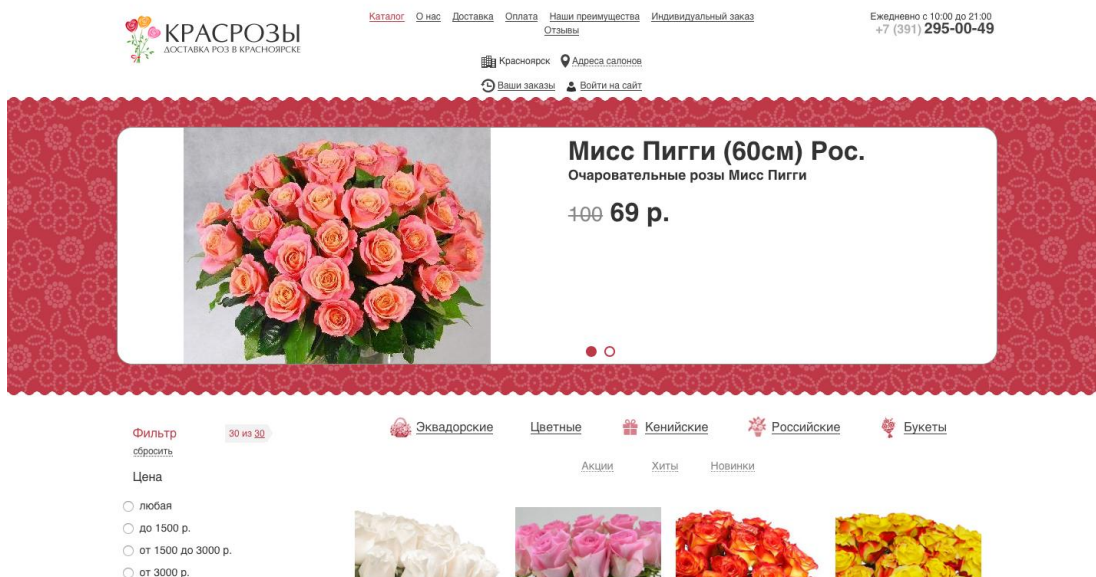 КРАСРОЗЫ
ДОСТАВКА РОЗ В КРАСНОЯРСКЕ
Каталог О нас Доставка Оплата Наши преимущества Индивидуальный заказ
Отзывы
Красноярск Адреса салонов
Ваши заказы Войти на сайт
Ежедневно с 10:00 до 21:00
+7 (391) 295-00-49
Мисс Пигги (60см) Рос.
Очаровательные розы Мисс Пигги
100 69 р.
Фильтр 30 из 30
сбросить
Цена
любая
до 1500 р.
от 1500 до 3000 р.
от 3000 р.
Эквадорские Цветные Кенийские Российские Букеты
Акции Хиты Новинки